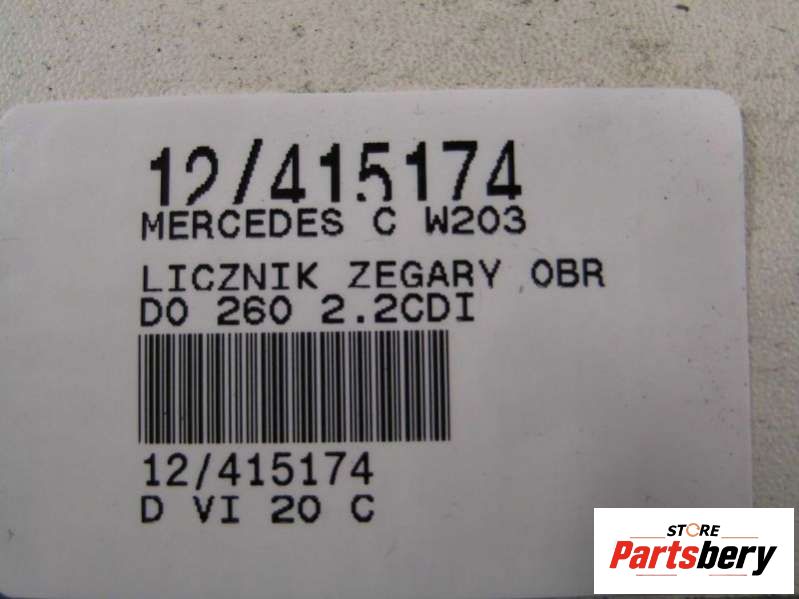 12/415174
MERCEDES C W203
LICZNIK ZEGARY OBR
DO 260 2.2CDI
12/415174
D VI 20 C
STORE
Partsbery